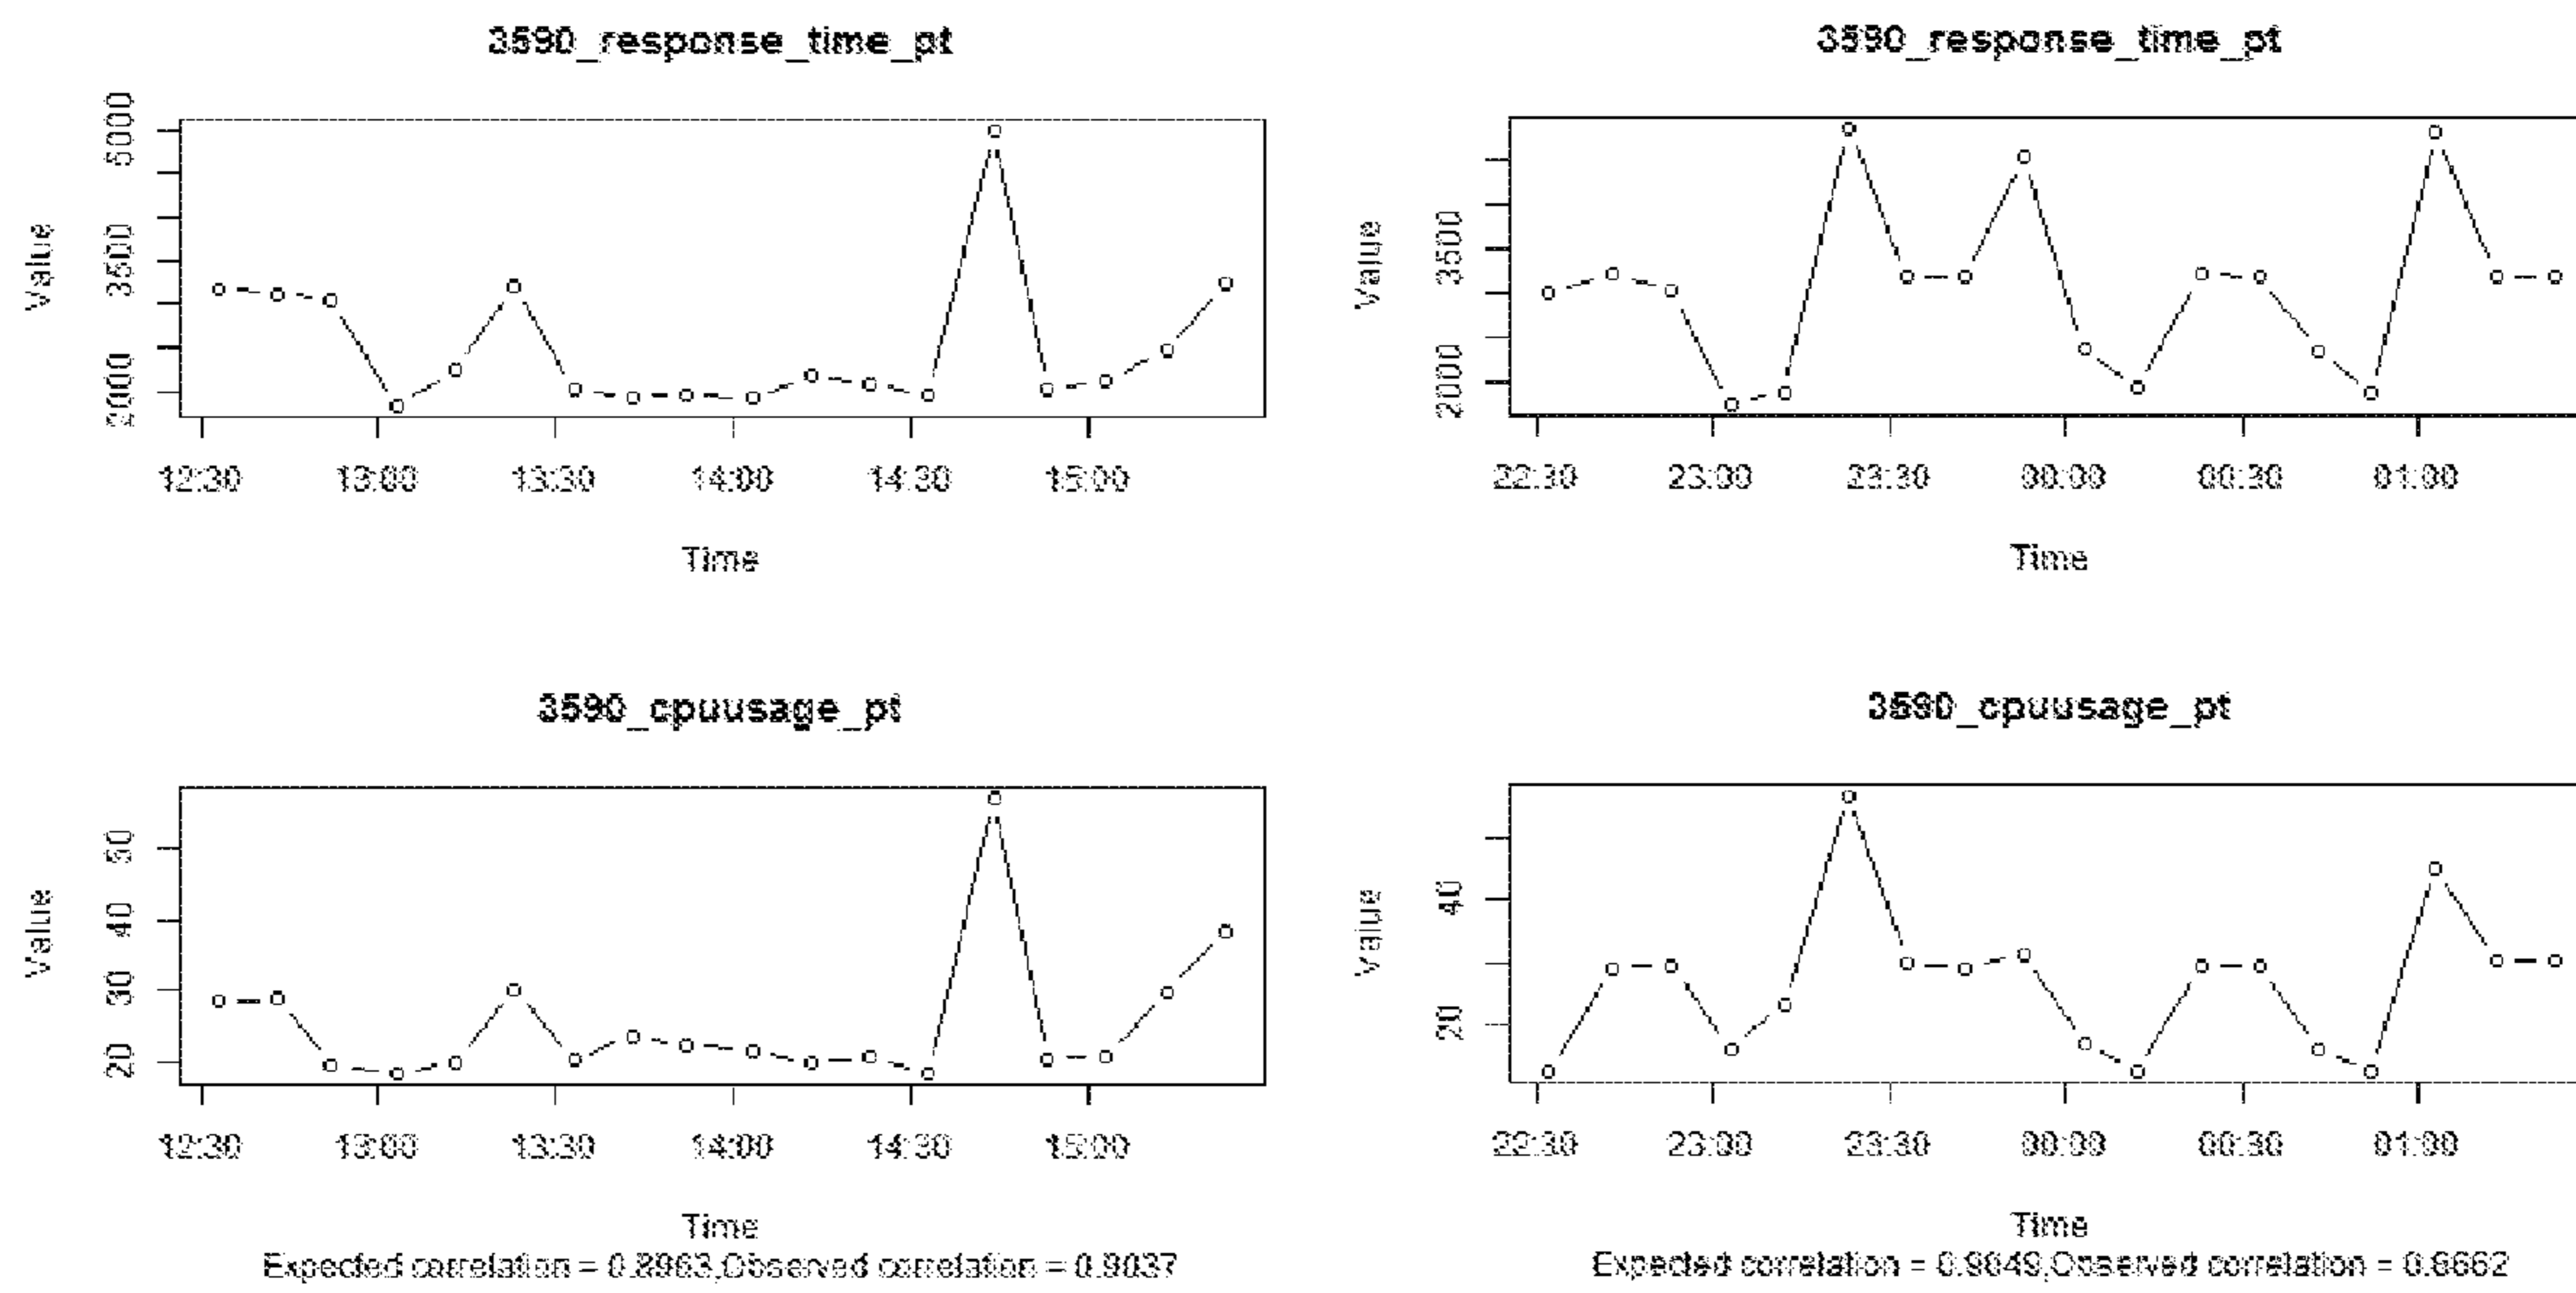 3590_response_time_pt
Value
5000
3500
2000
12:30 13:00 13:30 14:00 14:30 15:00
Time
3590_response_time_pt
Value
3500
2000
22:30 23:00 23:30 00:00 00:30 01:00
Time
3590_cpuusage_pt
Value
50
40
30
20
12:30 13:00 13:30 14:00 14:30 15:00
Time
Expected correlation = 0.8963,Observed correlation = 0.9037
3590_cpuusage_pt
Value
40
20
22:30 23:00 23:30 00:00 00:30 01:00
Time
Expected correlation = 0.9049,Observed correlation = 0.8662